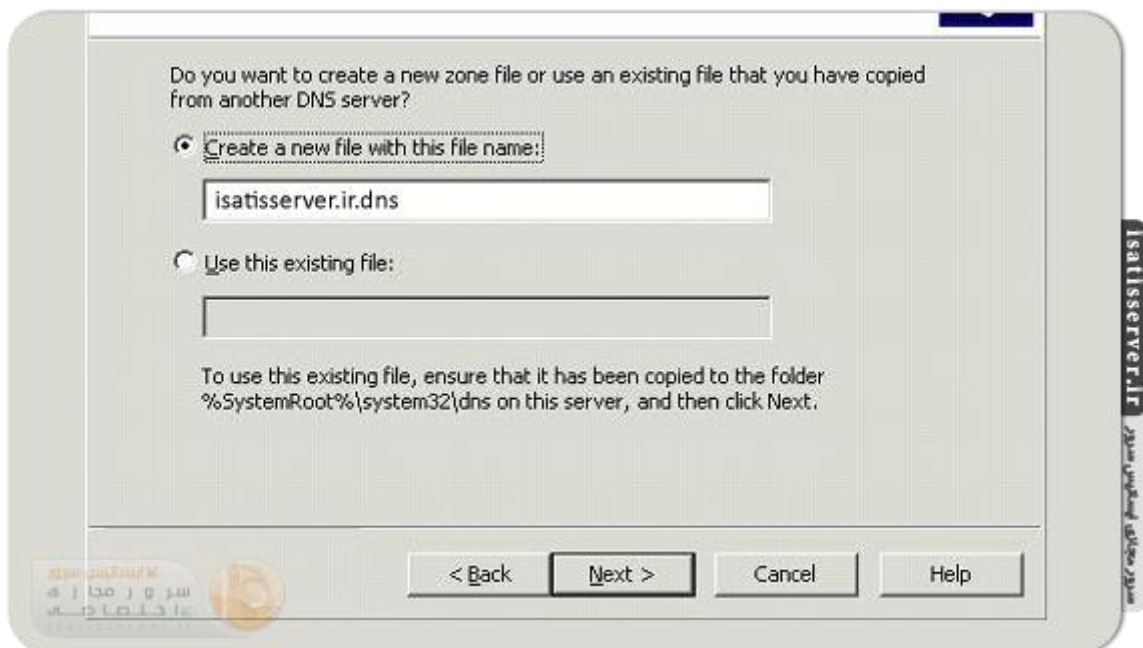 Do you want to create a new zone file or use an existing file that you have copied
from another DNS server?
Create a new file with this file name:
isatisserver.ir.dns
Use this existing file:
To use this existing file, ensure that it has been copied to the folder
%SystemRoot%\system32\dns on this server, and then click Next.
< Back
Next >
Cancel
Help
isatisserver.ir
سرور مجازی
اختصاصی